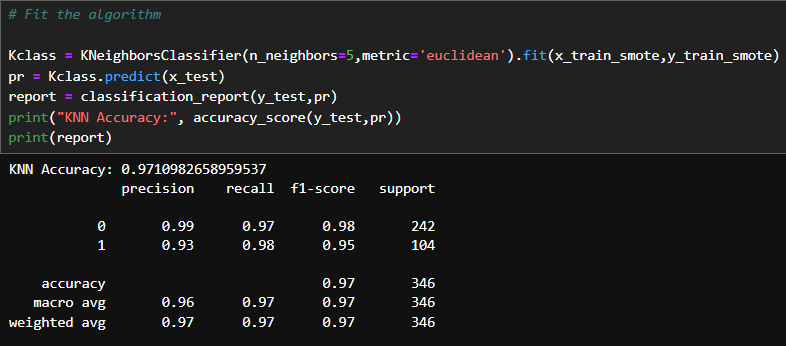 # Fit the algorithm
Kclass = KNeighborsClassifier(n_neighbors=5,metric='euclidean').fit(x_train_smote,y_train_smote)
pr = Kclass.predict(x_test)
report = classification_report(y_test,pr)
print("KNN Accuracy:", accuracy_score(y_test,pr))
print(report)
KNN Accuracy: 0.9710982658959537
              precision    recall  f1-score   support
           0       0.99      0.97      0.98       242
           1       0.93      0.98      0.95       104
    accuracy                           0.97       346
   macro avg       0.96      0.97      0.97       346
weighted avg       0.97      0.97      0.97       346